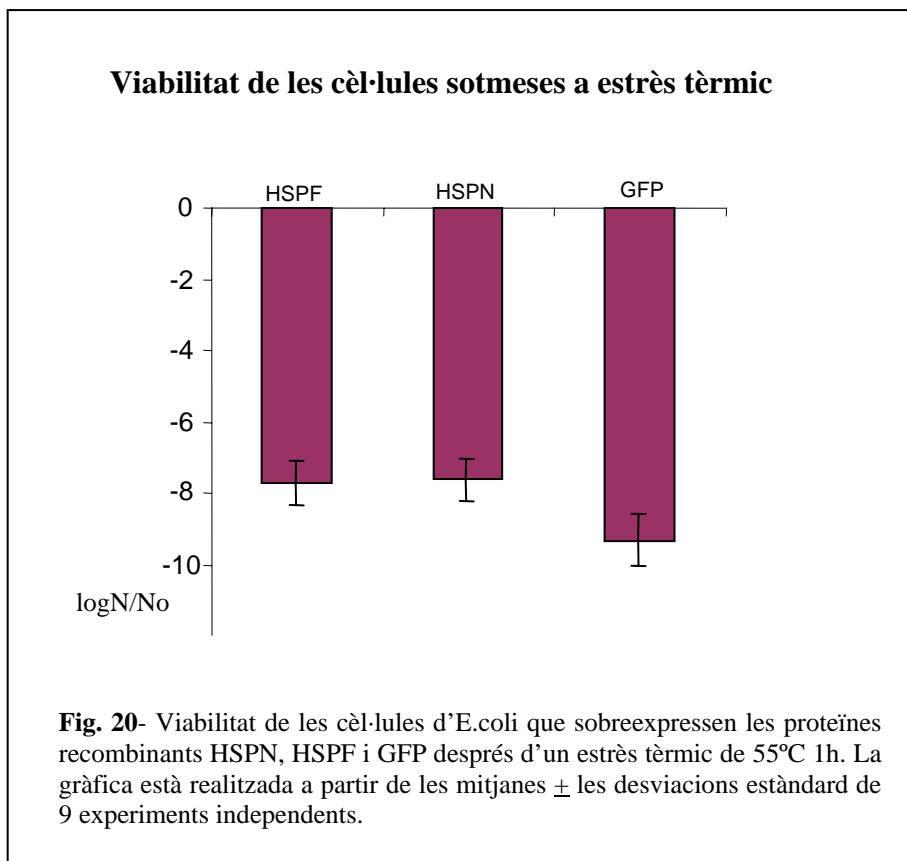 Viabilitat de les cèl·lules sotmeses a estrès tèrmic
HSPF HSPN GFP
0
-2
-4
-6
-8
-10
logN/No
Fig. 20- Viabilitat de les cèl·lules d’E.coli que sobreexpressen les proteïnes
recombinants HSPN, HSPF i GFP després d’un estrès tèrmic de 55ºC 1h. La
gràfica està realitzada a partir de les mitjanes ± les desviacions estàndard de
9 experiments independents.